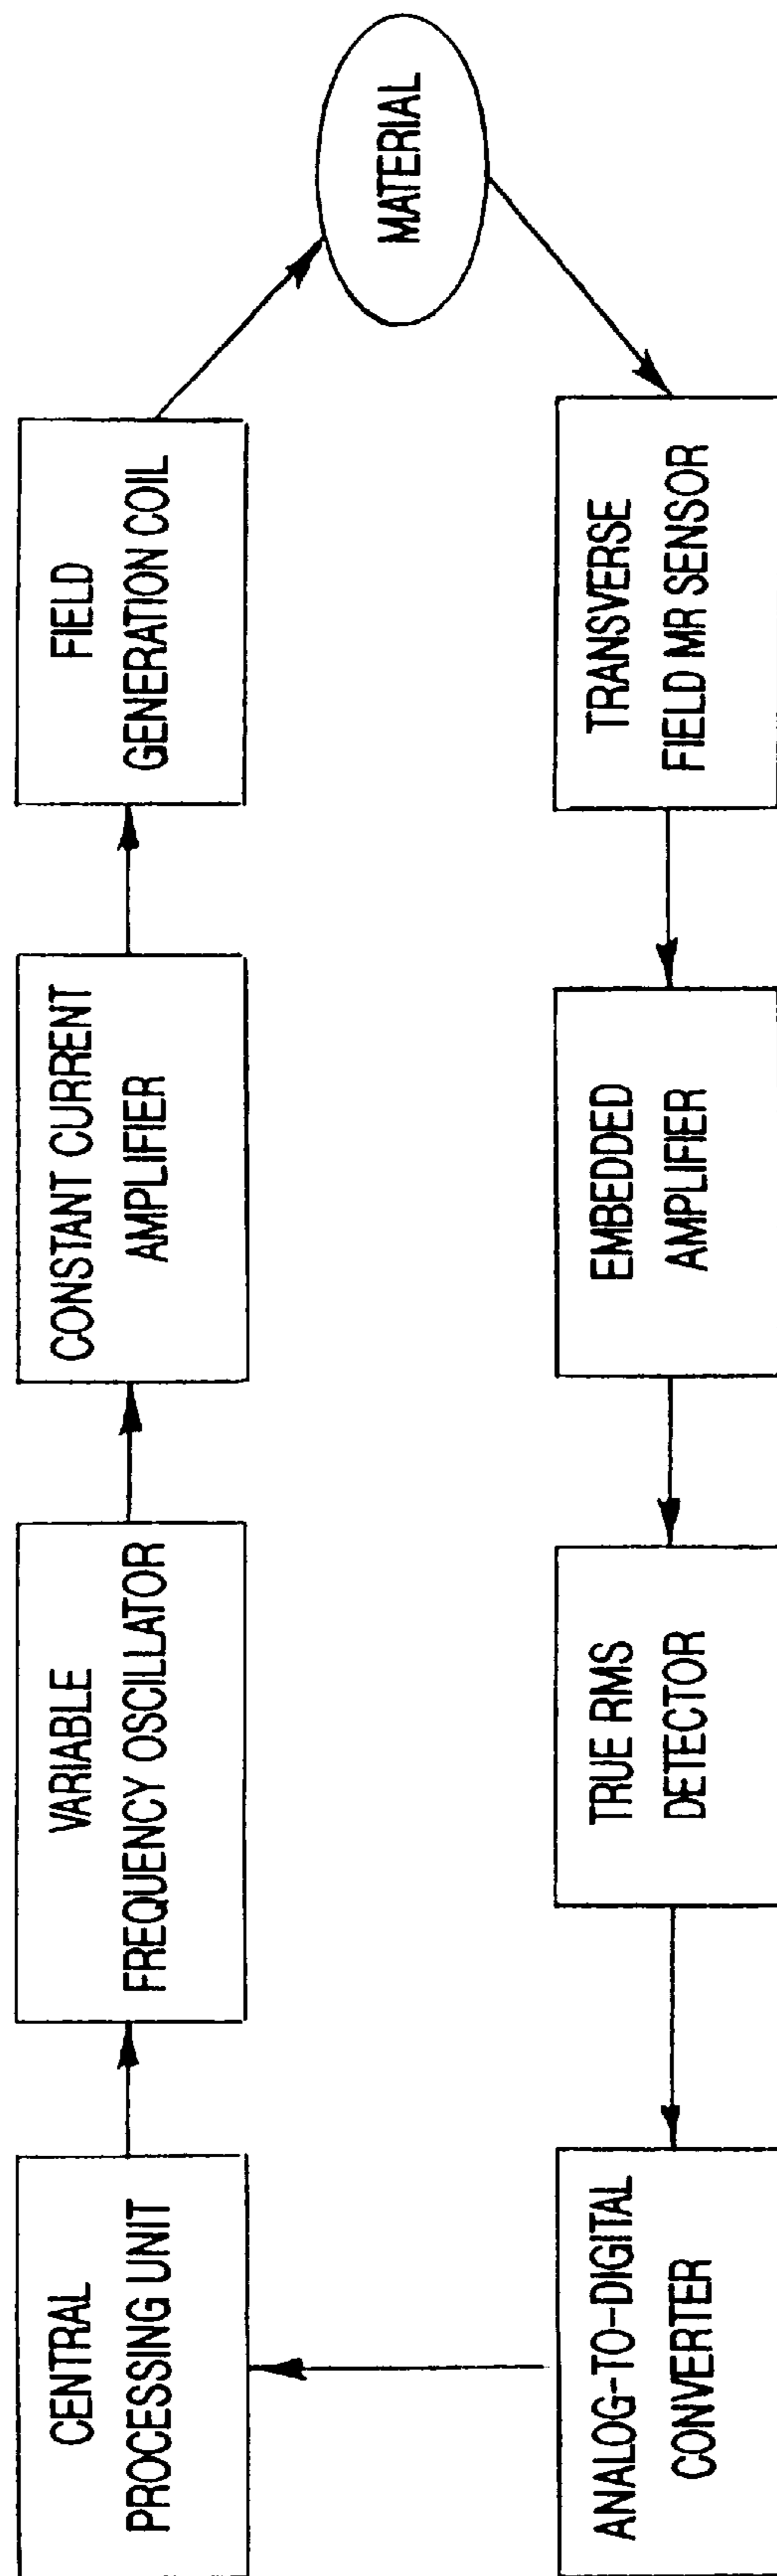 CENTRAL
PROCESSING UNIT
VARIABLE
FREQUENCY OSCILLATOR
CONSTANT CURRENT
AMPLIFIER
FIELD
GENERATION COIL
MATERIAL
TRANSVERSE
FIELD MR SENSOR
EMBEDDED
AMPLIFIER
TRUE RMS
DETECTOR
ANALOG-TO-DIGITAL
CONVERTER